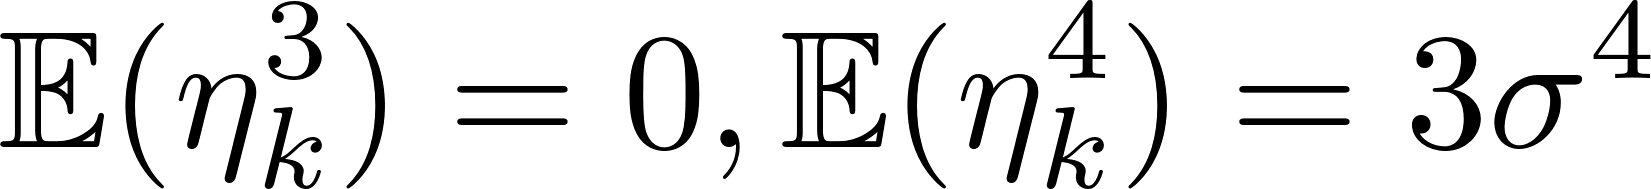 𝔼(η_k^3) = 0, 𝔼(η_k^4) = 3σ^4